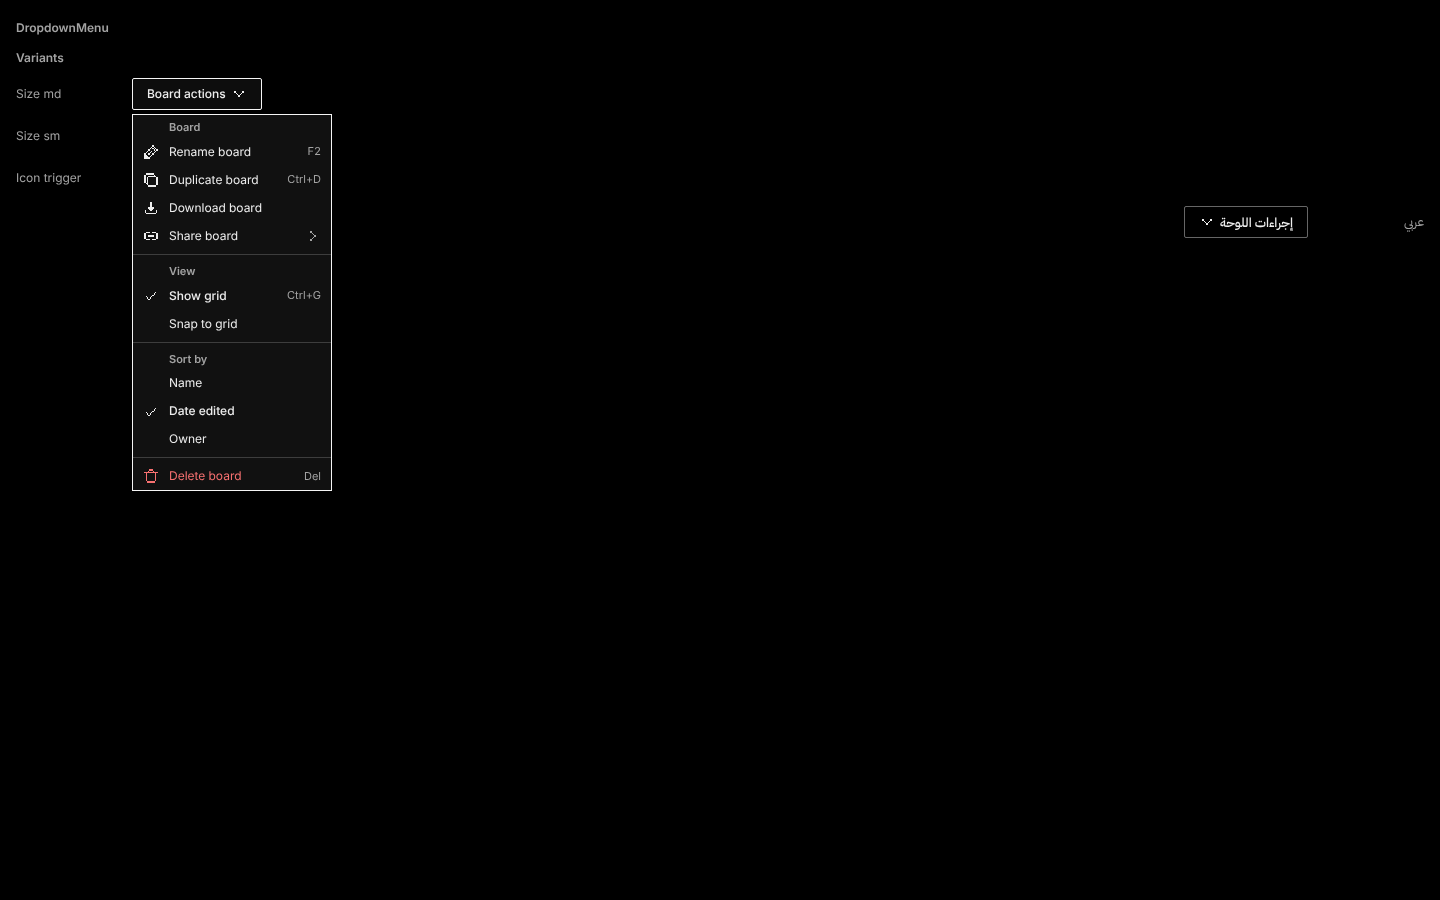 DropdownMenu
Variants
Size md
Board actions
Size sm
Icon trigger
Board
Rename board F2
Duplicate board Ctrl+D
Download board
Share board
View
Show grid Ctrl+G
Snap to grid
Sort by
Name
Date edited
Owner
Delete board Del
عربي
إجراءات اللوحة